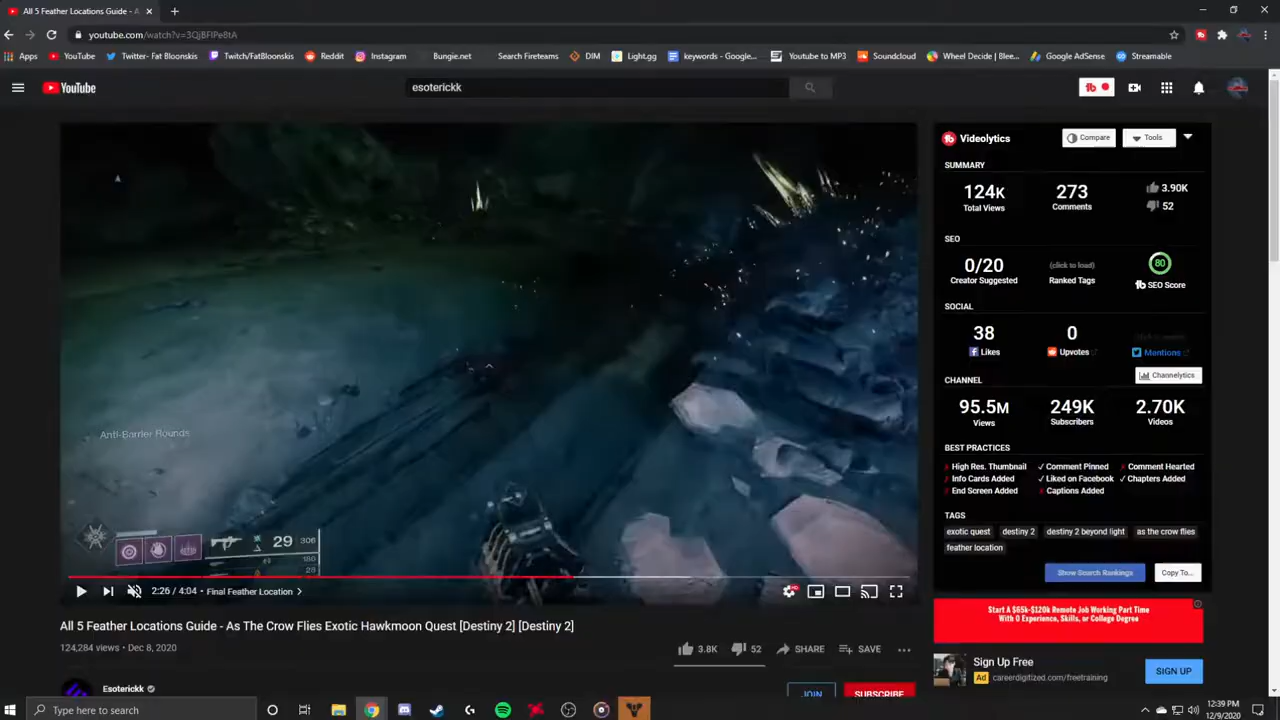 All 5 Feather Locations Guide - A
youtube.com/watch?v=3QjBFIPe8tA
Apps YouTube Twitter- Fat Bloonskis Twitch/FatBloonskis Reddit Instagram Bungie.net Search Fireteams DIM Light.gg keywords - Google... Youtube to MP3 Soundcloud Wheel Decide | Blee... Google AdSense Streamable
YouTube esoterickk
Videolytics Compare Tools
SUMMARY
124K 273 3.90K
Total Views Comments 52
SEO
0/20 (click to load) 80
Creator Suggested Ranked Tags SEO Score
SOCIAL
38 0
Likes Upvotes Mentions
CHANNEL Channelytics
95.5M 249K 2.70K
Views Subscribers Videos
BEST PRACTICES
High Res. Thumbnail Comment Pinned Comment Hearted
Info Cards Added Liked on Facebook Chapters Added
End Screen Added Captions Added
TAGS
exotic quest destiny 2 destiny 2 beyond light as the crow flies
feather location
Show Search Rankings Copy To...
Anti-Barrier Rounds
29 306
2:26 / 4:04 · Final Feather Location
Start A $65k-$120k Remote Job Working Part Time
With 0 Experience, Skills, or College Degree
All 5 Feather Locations Guide - As The Crow Flies Exotic Hawkmoon Quest [Destiny 2] [Destiny 2]
124,284 views • Dec 8, 2020 3.8K 52 SHARE SAVE
Sign Up Free
Ad careerdigitized.com/freetraining SIGN UP
Esoterickk JOIN SUBSCRIBE
Type here to search
12:39 PM
12/9/2020